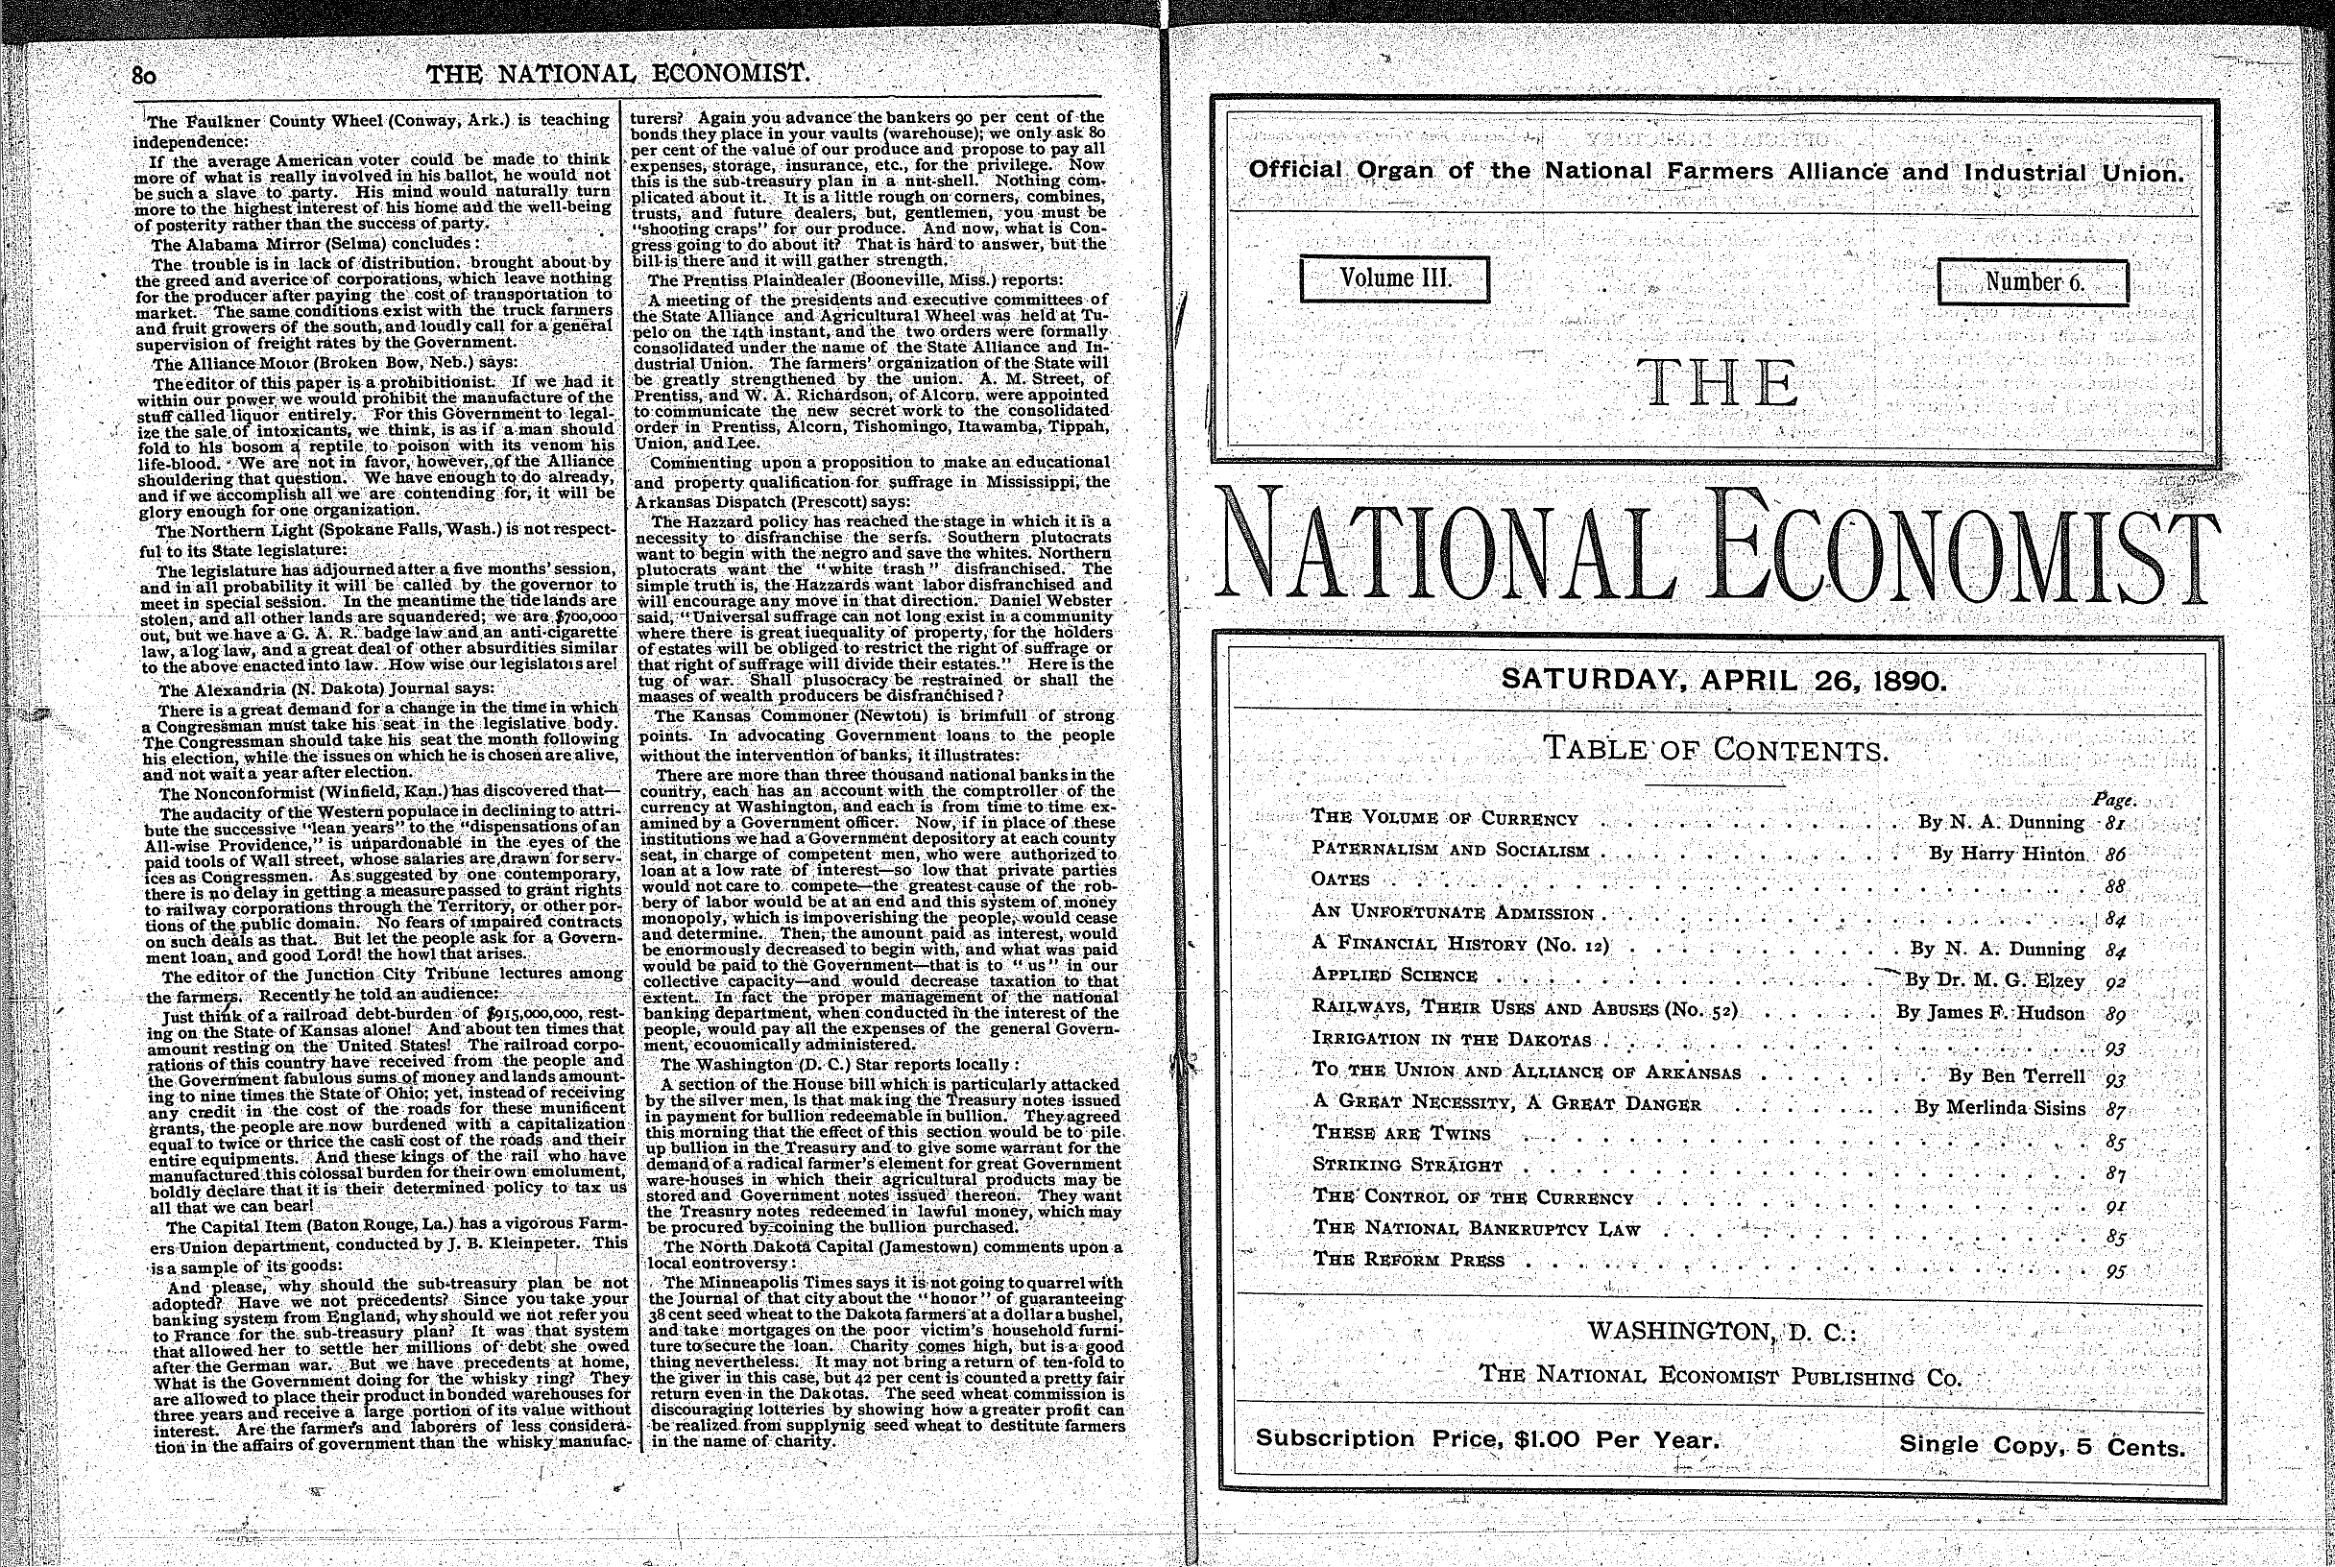 80
THE NATIONAL ECONOMIST.
The Faulkner County Wheel (Conway, Ark.) is teaching
independence:
If the average American voter could be made to think
more of what is really involved in his ballot, he would not
be such a slave to party. His mind would naturally turn
more to the highest interest of his home and the well-being
of posterity rather than the success of party.
The Alabama Mirror (Selma) concludes:
The trouble is in lack of distribution. brought about by
the greed and averice of corporations, which leave nothing
for the producer after paying the cost of transportation to
market. The same conditions exist with the truck farmers
and fruit growers of the south, and loudly call for a general
supervision of freight rates by the Government.
The Alliance Motor (Broken Bow, Neb.) says:
The editor of this paper is a prohibitionist. If we had it
within our power we would prohibit the manufacture of the
stuff called liquor entirely. For this Government to legal-
ize the sale of intoxicants, we think, is as if a man should
fold to his bosom a reptile to poison with its venom his
life-blood. We are not in favor, however, of the Alliance
shouldering that question. We have enough to do already,
and if we accomplish all we are contending for, it will be
glory enough for one organization.
The Northern Light (Spokane Falls, Wash.) is not respect-
ful to its State legislature:
The legislature has adjourned after a five months' session,
and in all probability it will be called by the governor to
meet in special session. In the meantime the tide lands are
stolen, and all other lands are squandered; we are $700,000
out, but we have a G. A. R. badge law and an anti-cigarette
law, a log law, and a great deal of other absurdities similar
to the above enacted into law. How wise our legislators are!
The Alexandria (N. Dakota) Journal says:
There is a great demand for a change in the time in which
a Congressman must take his seat in the legislative body.
The Congressman should take his seat the month following
his election, while the issues on which he is chosen are alive,
and not wait a year after election.
The Nonconformist (Winfield, Kan.) has discovered that—
The audacity of the Western populace in declining to attri-
bute the successive "lean years" to the "dispensations of an
All-wise Providence," is unpardonable in the eyes of the
paid tools of Wall street, whose salaries are drawn for serv-
ices as Congressmen. As suggested by one contemporary,
there is no delay in getting a measure passed to grant rights
to railway corporations through the Territory, or other por-
tions of the public domain. No fears of impaired contracts
on such deals as that. But let the people ask for a Govern-
ment loan, and good Lord! the howl that arises.
The editor of the Junction City Tribune lectures among
the farmers. Recently he told an audience:
Just think of a railroad debt-burden of $915,000,000, rest-
ing on the State of Kansas alone! And about ten times that
amount resting on the United States! The railroad corpo-
rations of this country have received from the people and
the Government fabulous sums of money and lands amount-
ing to nine times the State of Ohio; yet, instead of receiving
any credit in the cost of the roads for these munificent
grants, the people are now burdened with a capitalization
equal to twice or thrice the cash cost of the roads and their
entire equipments. And these kings of the rail who have
manufactured this colossal burden for their own emolument,
boldly declare that it is their determined policy to tax us
all that we can bear!
The Capital Item (Baton Rouge, La.) has a vigorous Farm-
ers Union department, conducted by J. B. Kleinpeter. This
is a sample of its goods:
And please, why should the sub-treasury plan be not
adopted? Have we not precedents? Since you take your
banking system from England, why should we not refer you
to France for the sub-treasury plan? It was that system
that allowed her to settle her millions of debt she owed
after the German war. But we have precedents at home,
What is the Government doing for the whisky ring? They
are allowed to place their product in bonded warehouses for
three years and receive a large portion of its value without
interest. Are the farmers and laborers of less considera-
tion in the affairs of government than the whisky manufac-
turers? Again you advance the bankers 90 per cent of the
bonds they place in your vaults (warehouse); we only ask 80
per cent of the value of our produce and propose to pay all
expenses, storage, insurance, etc., for the privilege. Now
this is the sub-treasury plan in a nut-shell. Nothing com-
plicated about it. It is a little rough on corners, combines,
trusts, and future dealers, but, gentlemen, you must be
"shooting craps" for our produce. And now, what is Con-
gress going to do about it? That is hard to answer, but the
bill is there and it will gather strength.
The Prentiss Plaindealer (Booneville, Miss.) reports:
A meeting of the presidents and executive committees of
the State Alliance and Agricultural Wheel was held at Tu-
pelo on the 14th instant, and the two orders were formally
consolidated under the name of the State Alliance and In-
dustrial Union. The farmers' organization of the State will
be greatly strengthened by the union. A. M. Street, of
Prentiss, and W. A. Richardson, of Alcorn, were appointed
to communicate the new secret work to the consolidated
order in Prentiss, Alcorn, Tishomingo, Itawamba, Tippah,
Union, and Lee.
Commenting upon a proposition to make an educational
and property qualification for suffrage in Mississippi, the
Arkansas Dispatch (Prescott) says:
The Hazzard policy has reached the stage in which it is a
necessity to disfranchise the serfs. Southern plutocrats
want to begin with the negro and save the whites. Northern
plutocrats want the "white trash" disfranchised. The
simple truth is, the Hazzards want labor disfranchised and
will encourage any move in that direction. Daniel Webster
said, "Universal suffrage can not long exist in a community
where there is great iuequality of property, for the holders
of estates will be obliged to restrict the right of suffrage or
that right of suffrage will divide their estates." Here is the
tug of war. Shall plusocracy be restrained or shall the
maases of wealth producers be disfranchised?
The Kansas Commoner (Newton) is brimfull of strong
points. In advocating Government loans to the people
without the intervention of banks, it illustrates:
There are more than three thousand national banks in the
country, each has an account with the comptroller of the
currency at Washington, and each is from time to time ex-
amined by a Government officer. Now, if in place of these
institutions we had a Government depository at each county
seat, in charge of competent men, who were authorized to
loan at a low rate of interest—so low that private parties
would not care to compete—the greatest cause of the rob-
bery of labor would be at an end and this system of money
monopoly, which is impoverishing the people, would cease
and determine. Then, the amount paid as interest, would
be enormously decreased to begin with, and what was paid
would be paid to the Government—that is to "us" in our
collective capacity—and would decrease taxation to that
extent. In fact the proper management of the national
banking department, when conducted in the interest of the
people, would pay all the expenses of the general Govern-
ment, ecouomically administered.
The Washington (D. C.) Star reports locally:
A section of the House bill which is particularly attacked
by the silver men, is that making the Treasury notes issued
in payment for bullion redeemable in bullion. They agreed
this morning that the effect of this section would be to pile
up bullion in the Treasury and to give some warrant for the
demand of a radical farmer's element for great Government
ware-houses in which their agricultural products may be
stored and Government notes issued thereon. They want
the Treasury notes redeemed in lawful money, which may
be procured by coining the bullion purchased.
The North Dakota Capital (Jamestown) comments upon a
local controversy:
The Minneapolis Times says it is not going to quarrel with
the Journal of that city about the "honor" of guaranteeing
38 cent seed wheat to the Dakota farmers at a dollar a bushel,
and take mortgages on the poor victim's household furni-
ture to secure the loan. Charity comes high, but is a good
thing nevertheless. It may not bring a return of ten-fold to
the giver in this case, but 42 per cent is counted a pretty fair
return even in the Dakotas. The seed wheat commission is
discouraging lotteries by showing how a greater profit can
be realized from supplynig seed wheat to destitute farmers
in the name of charity.
Official Organ of the National Farmers Alliance and Industrial Union.
Volume III.
Number 6.
THE
NATIONAL ECONOMIST
SATURDAY, APRIL 26, 1890.
TABLE OF CONTENTS.
Page.
THE VOLUME OF CURRENCY . . . . . . . . . . By N. A. Dunning 81
PATERNALISM AND SOCIALISM . . . . . . . . . . By Harry Hinton 86
OATES . . . . . . . . . . 88
AN UNFORTUNATE ADMISSION . . . . . . . . . . 84
A FINANCIAL HISTORY (No. 12) . . . . . . . . . . By N. A. Dunning 84
APPLIED SCIENCE . . . . . . . . . . By Dr. M. G. Elzey 92
RAILWAYS, THEIR USES AND ABUSES (No. 52) . . . . . By James F. Hudson 89
IRRIGATION IN THE DAKOTAS . . . . . . . . . . 93
TO THE UNION AND ALLIANCE OF ARKANSAS . . . . . . By Ben Terrell 93
A GREAT NECESSITY, A GREAT DANGER . . . . . . By Merlinda Sisins 87
THESE ARE TWINS . . . . . . . . . . 85
STRIKING STRAIGHT . . . . . . . . . . 87
THE CONTROL OF THE CURRENCY . . . . . . . . . . 91
THE NATIONAL BANKRUPTCY LAW . . . . . . . . . . 85
THE REFORM PRESS . . . . . . . . . . 95
WASHINGTON, D. C.:
THE NATIONAL ECONOMIST PUBLISHING CO.
Subscription Price, $1.00 Per Year.
Single Copy, 5 Cents.